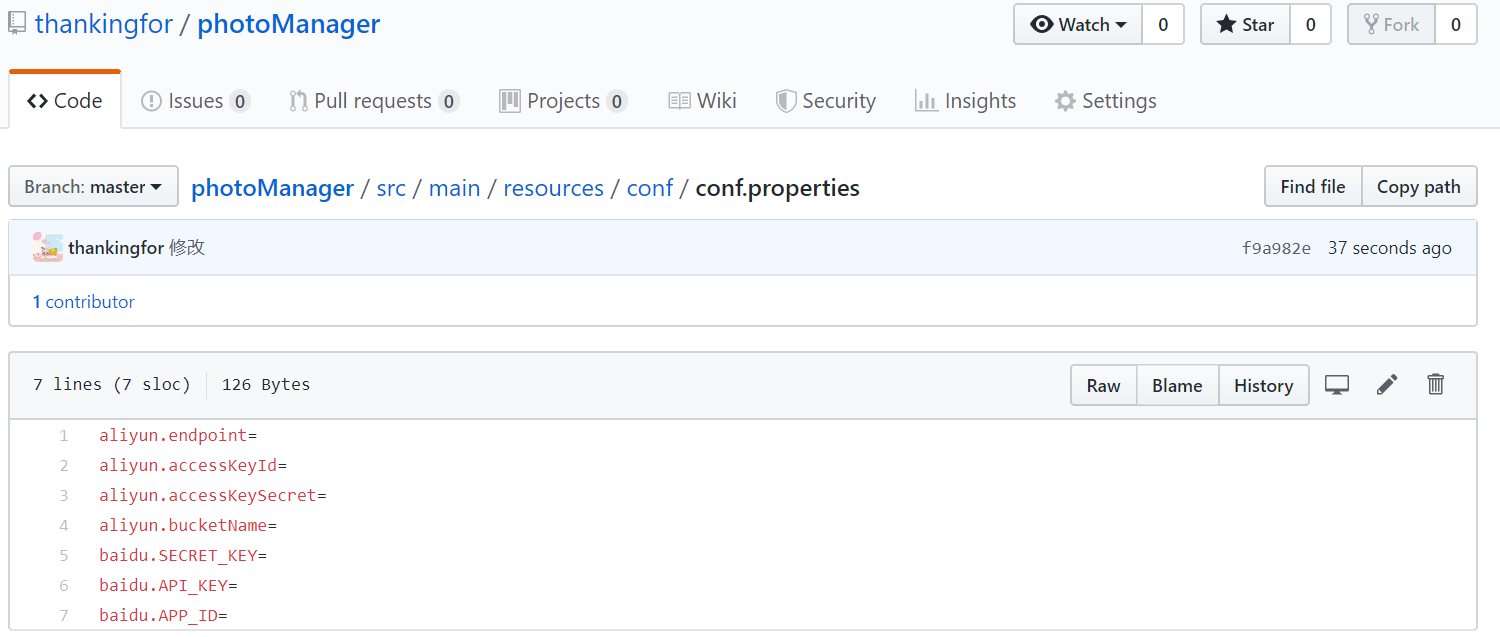 thankingfor / photoManager
Watch 0 Star 0 Fork 0
Code Issues 0 Pull requests 0 Projects 0 Wiki Security Insights Settings
Branch: master photoManager / src / main / resources / conf / conf.properties Find file Copy path
thankingfor 修改 f9a982e 37 seconds ago
1 contributor
7 lines (7 sloc) 126 Bytes Raw Blame History
1 aliyun.endpoint=
2 aliyun.accessKeyId=
3 aliyun.accessKeySecret=
4 aliyun.bucketName=
5 baidu.SECRET_KEY=
6 baidu.API_KEY=
7 baidu.APP_ID=